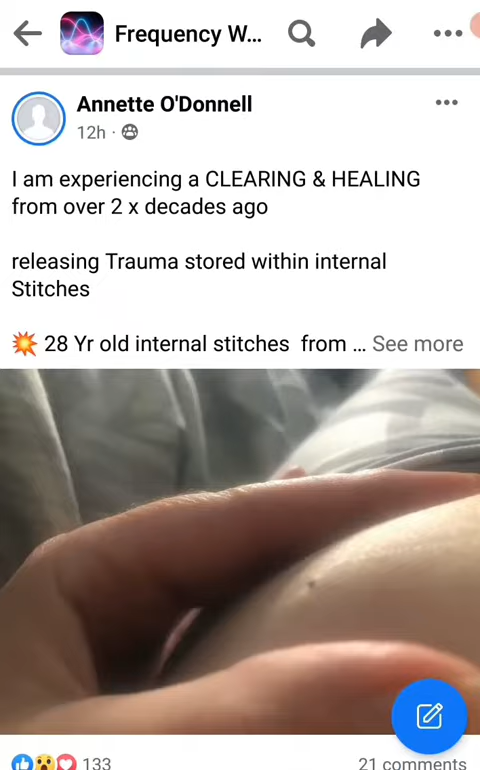 Frequency W...
Annette O'Donnell
12h ·
I am experiencing a CLEARING & HEALING
from over 2 x decades ago
releasing Trauma stored within internal
Stitches
💥 28 Yr old internal stitches from ... See more
133
21 comments